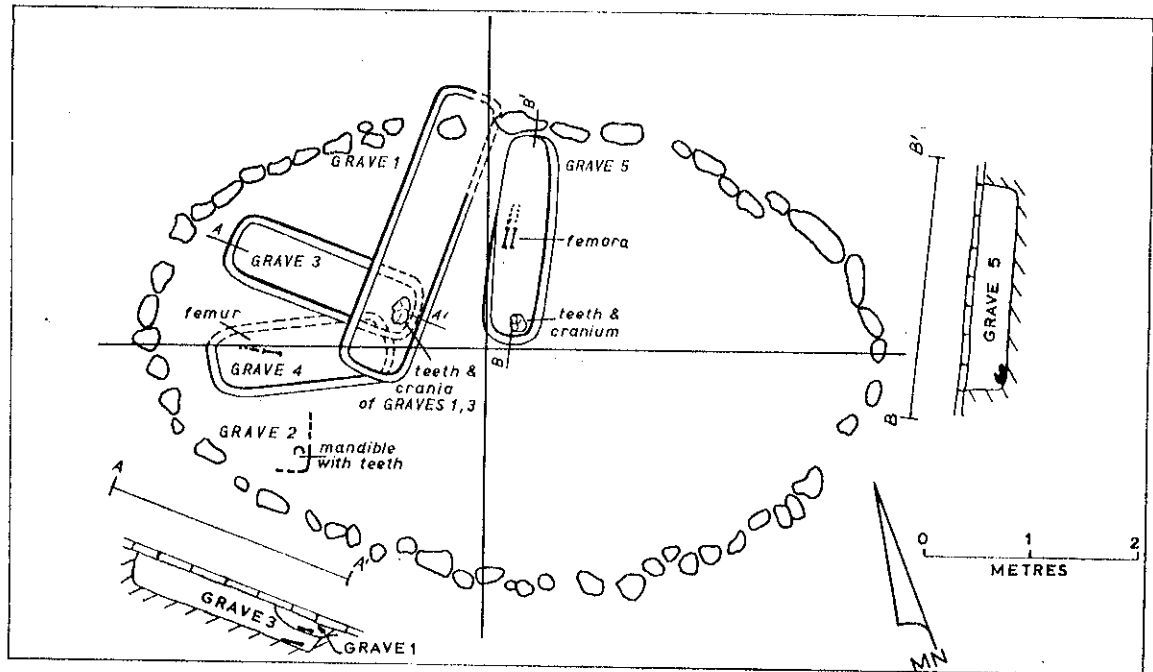 B'
GRAVE 1
GRAVE 5
B'
A
GRAVE 3
femora
GRAVE 5
femur
A'
teeth &
cranium
B
GRAVE 4
teeth &
crania
of GRAVES 1,3
B
GRAVE 2
mandible
with teeth
A
A'
0 1 2
METRES
GRAVE 3
GRAVE 1
MN